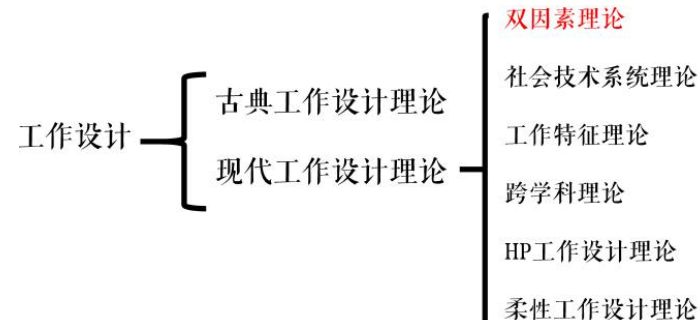 工作设计
古典工作设计理论
现代工作设计理论
双因素理论
社会技术系统理论
工作特征理论
跨学科理论
HP工作设计理论
柔性工作设计理论